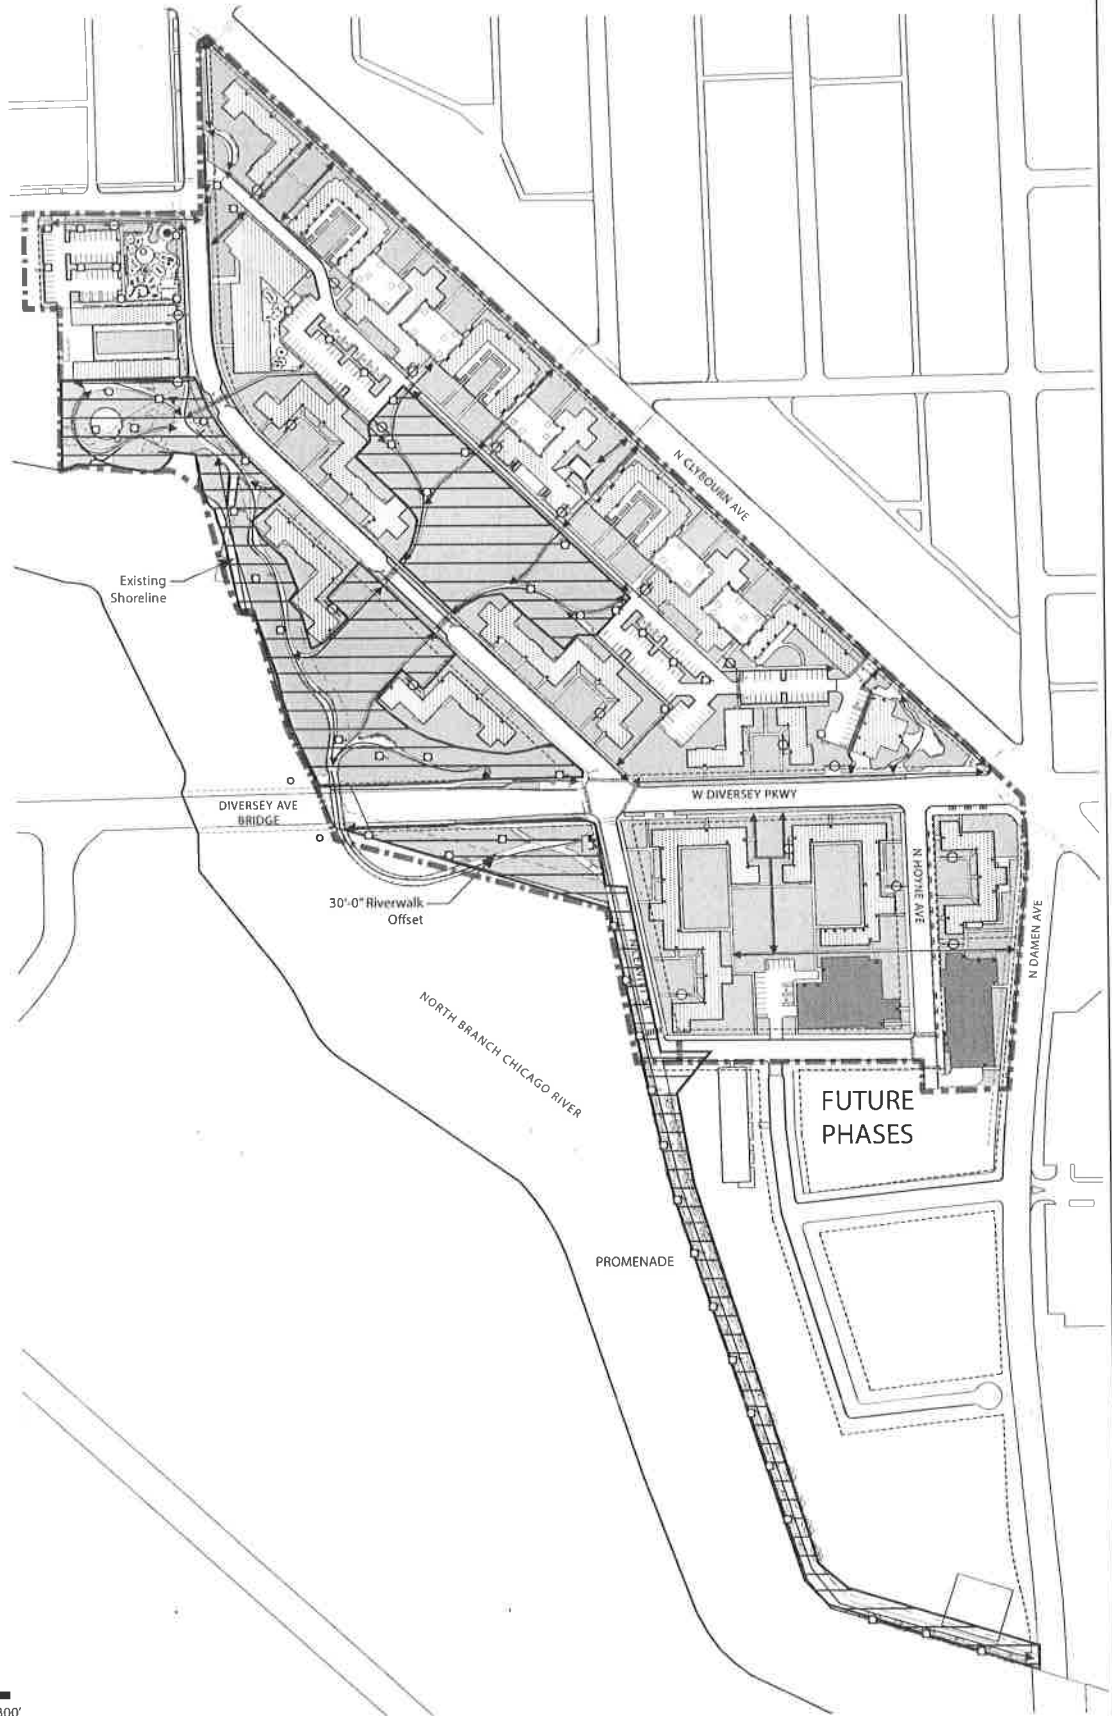 N CLYBOURN AVE
Existing
Shoreline
DIVERSEY AVE
BRIDGE
W DIVERSEY PKWY
N HOYNE AVE
30'-0" Riverwalk
Offset
N DAMEN AVE
NORTH BRANCH CHICAGO RIVER
FUTURE
PHASES
PROMENADE